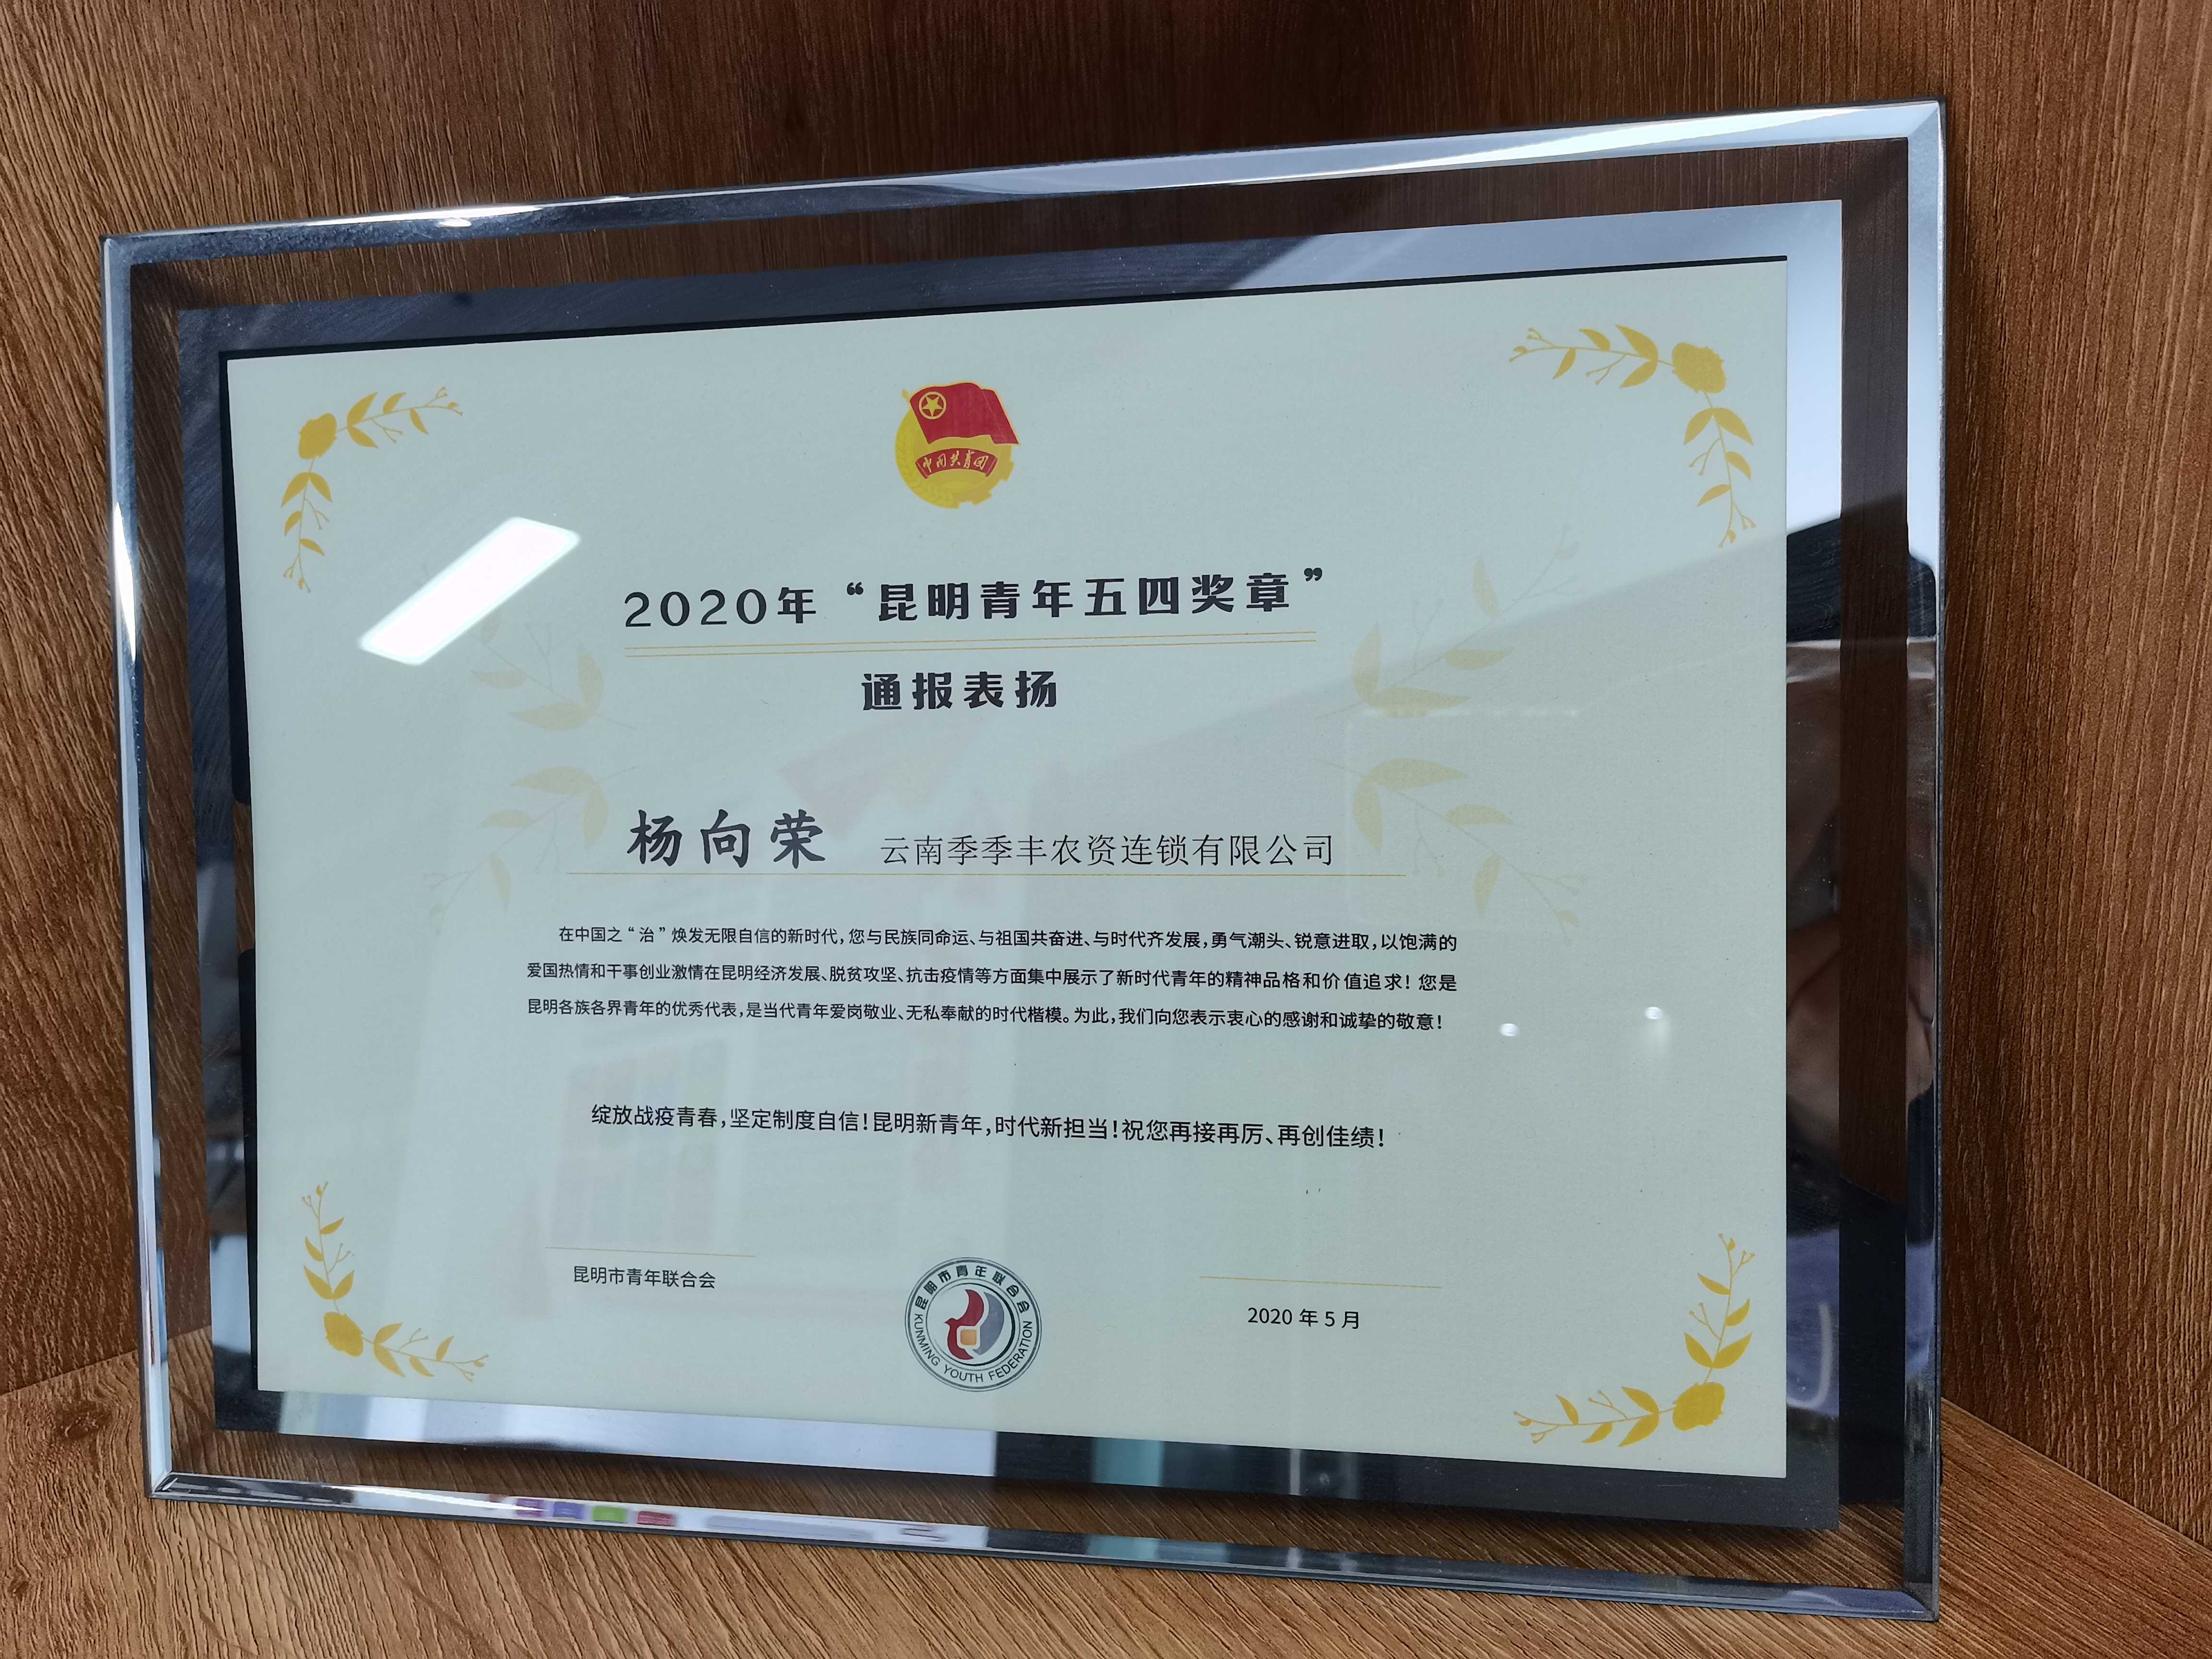 中国共青团
2020年“昆明青年五四奖章”
通报表扬
杨向荣 云南季季丰农资连锁有限公司
在中国之“治”焕发无限自信的新时代,您与民族同命运、与祖国共奋进、与时代齐发展,勇气潮头、锐意进取,以饱满的
爱国热情和干事创业激情在昆明经济发展、脱贫攻坚、抗击疫情等方面集中展示了新时代青年的精神品格和价值追求!您是
昆明各族各界青年的优秀代表,是当代青年爱岗敬业、无私奉献的时代楷模。为此,我们向您表示衷心的感谢和诚挚的敬意!
绽放战疫青春,坚定制度自信!昆明新青年,时代新担当!祝您再接再厉、再创佳绩!
昆明市青年联合会
昆明市青年联合会
KUNMING YOUTH FEDERATION
2020年5月